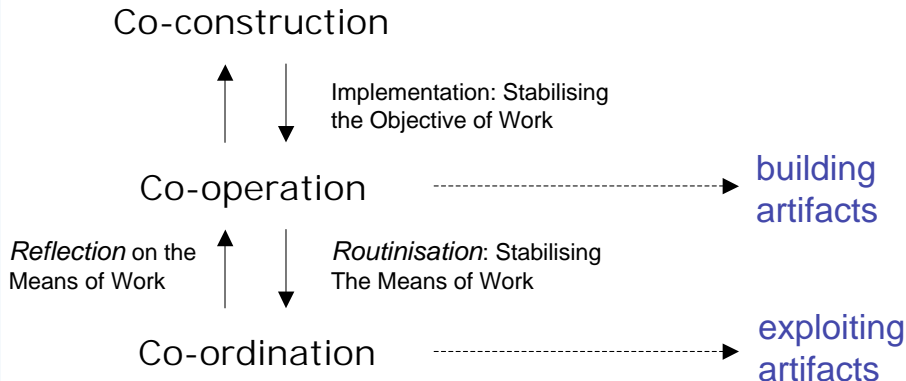 Co-construction
Implementation: Stabilising
the Objective of Work
Co-operation
building
artifacts
Reflection on the
Means of Work
Routinisation: Stabilising
The Means of Work
Co-ordination
exploiting
artifacts